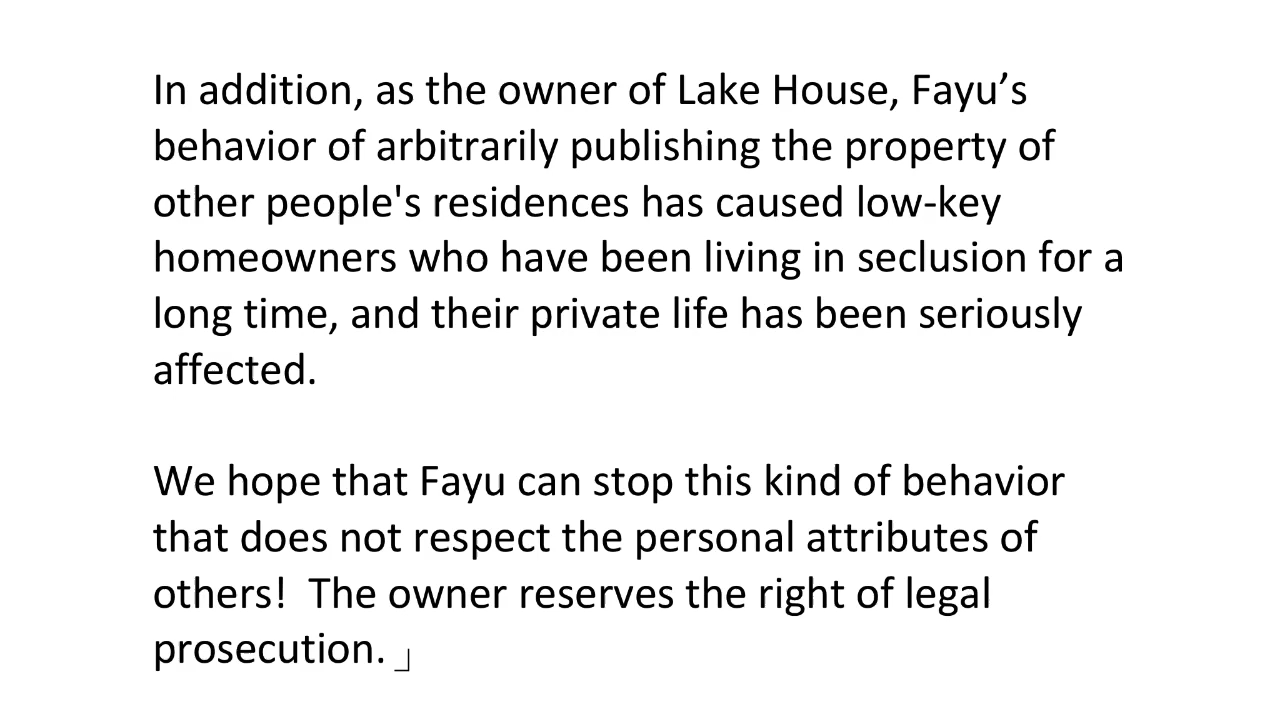 In addition, as the owner of Lake House, Fayu’s
behavior of arbitrarily publishing the property of
other people's residences has caused low-key
homeowners who have been living in seclusion for a
long time, and their private life has been seriously
affected.
We hope that Fayu can stop this kind of behavior
that does not respect the personal attributes of
others!  The owner reserves the right of legal
prosecution. 」